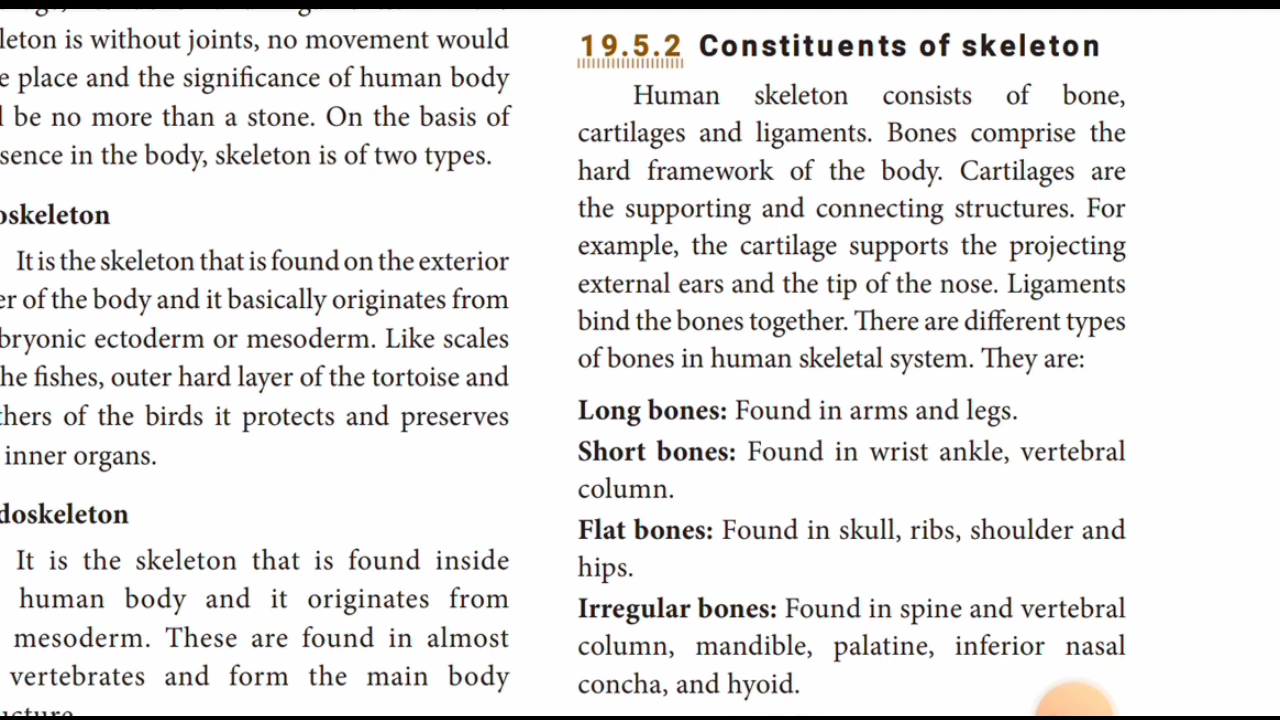 leton is without joints, no movement would
e place and the significance of human body
l be no more than a stone. On the basis of
sence in the body, skeleton is of two types.
oskeleton
It is the skeleton that is found on the exterior
er of the body and it basically originates from
bryonic ectoderm or mesoderm. Like scales
he fishes, outer hard layer of the tortoise and
thers of the birds it protects and preserves
inner organs.
doskeleton
It is the skeleton that is found inside
human body and it originates from
mesoderm. These are found in almost
vertebrates and form the main body
19.5.2 Constituents of skeleton
Human skeleton consists of bone,
cartilages and ligaments. Bones comprise the
hard framework of the body. Cartilages are
the supporting and connecting structures. For
example, the cartilage supports the projecting
external ears and the tip of the nose. Ligaments
bind the bones together. There are different types
of bones in human skeletal system. They are:
Long bones: Found in arms and legs.
Short bones: Found in wrist ankle, vertebral
column.
Flat bones: Found in skull, ribs, shoulder and
hips.
Irregular bones: Found in spine and vertebral
column, mandible, palatine, inferior nasal
concha, and hyoid.